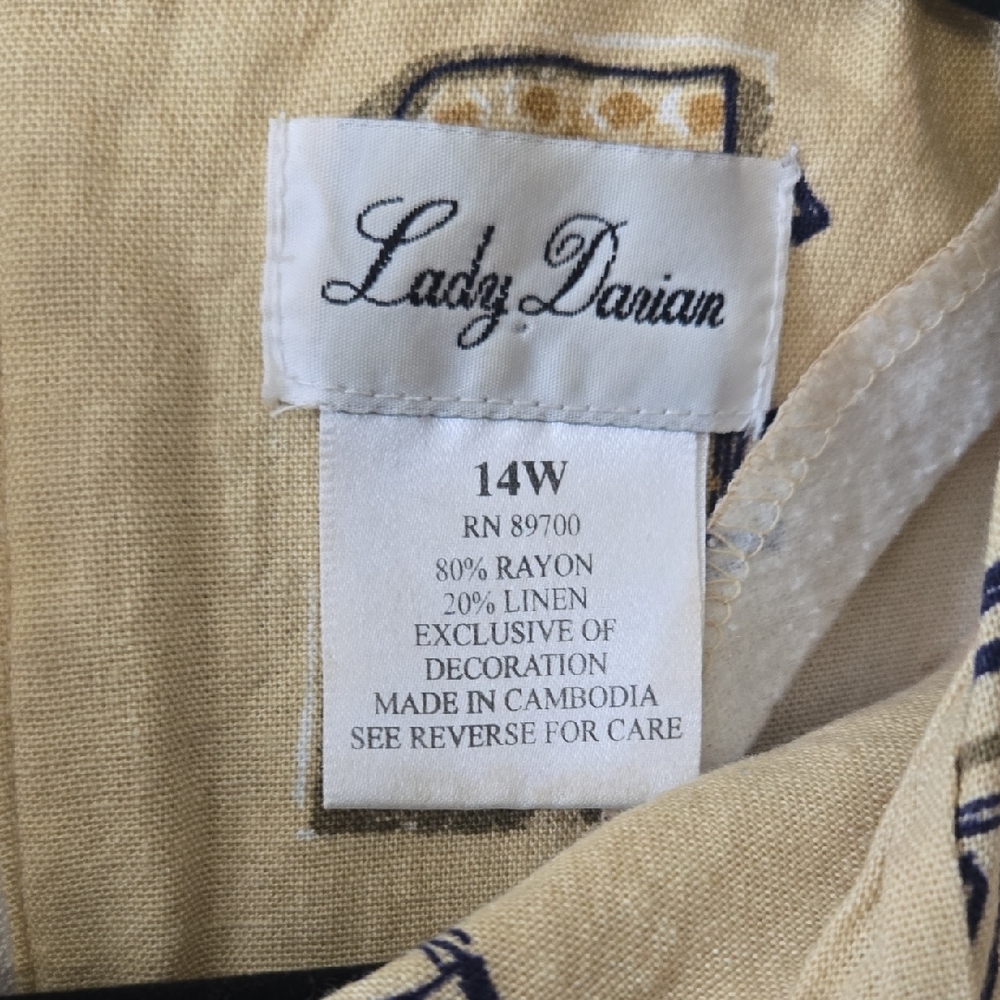 Lady Darian
14W
RN 89700
80% RAYON
20% LINEN
EXCLUSIVE OF
DECORATION
MADE IN CAMBODIA
SEE REVERSE FOR CARE